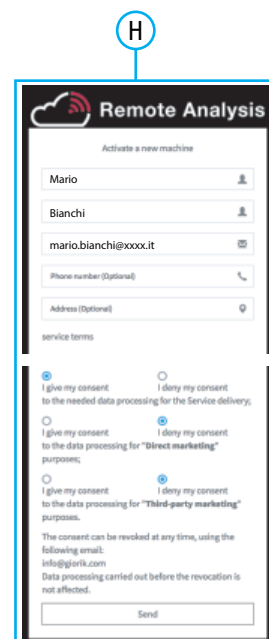 H
Remote Analysis
Activate a new machine
Mario
Bianchi
mario.bianchi@xxxx.it
Phone number (Optional)
Address (Optional)
service terms
I give my consent I deny my consent
to the needed data processing for the Service delivery;
I give my consent I deny my consent
to the data processing for "Direct marketing"
purposes;
I give my consent I deny my consent
to the data processing for "Third-party marketing"
purposes.
The consent can be revoked at any time, using the
following email:
info@giorik.com
Data processing carried out before the revocation is
not affected.
Send